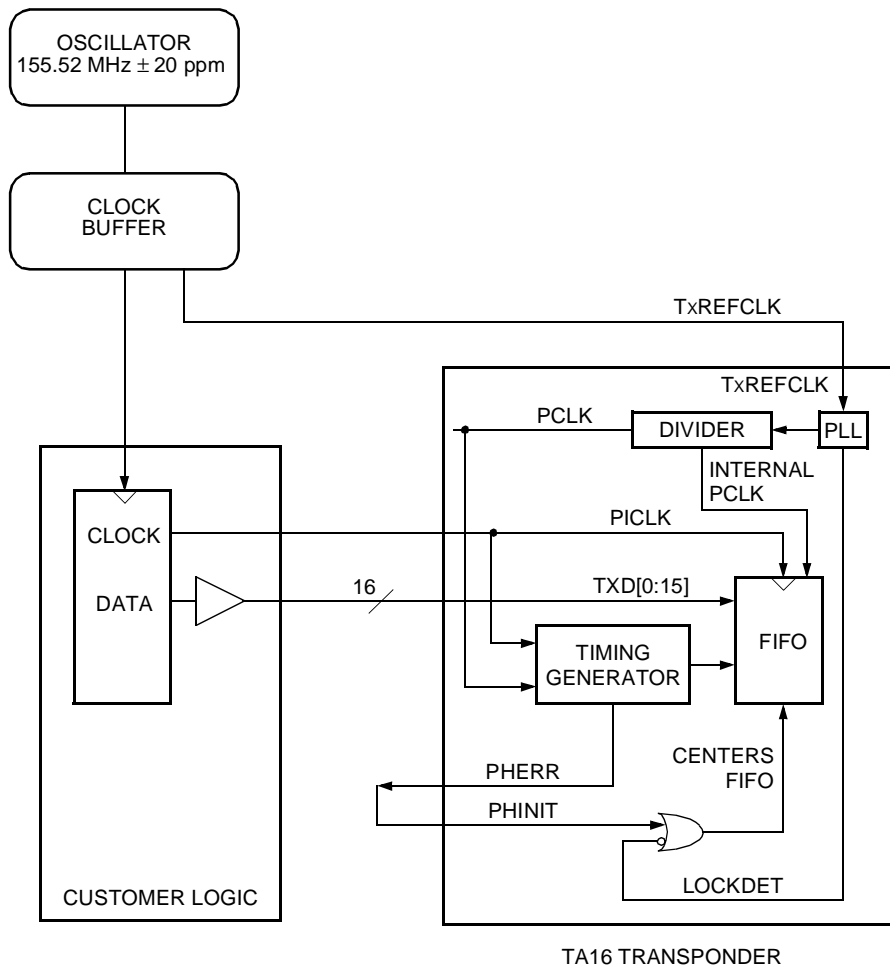 OSCILLATOR
155.52 MHz ± 20 ppm
CLOCK
BUFFER
TxREFCLK
TxREFCLK
PCLK
DIVIDER
PLL
INTERNAL
PCLK
CLOCK
PICLK
DATA
16
TXD[0:15]
FIFO
TIMING
GENERATOR
CENTERS
FIFO
PHERR
PHINIT
LOCKDET
CUSTOMER LOGIC
TA16 TRANSPONDER